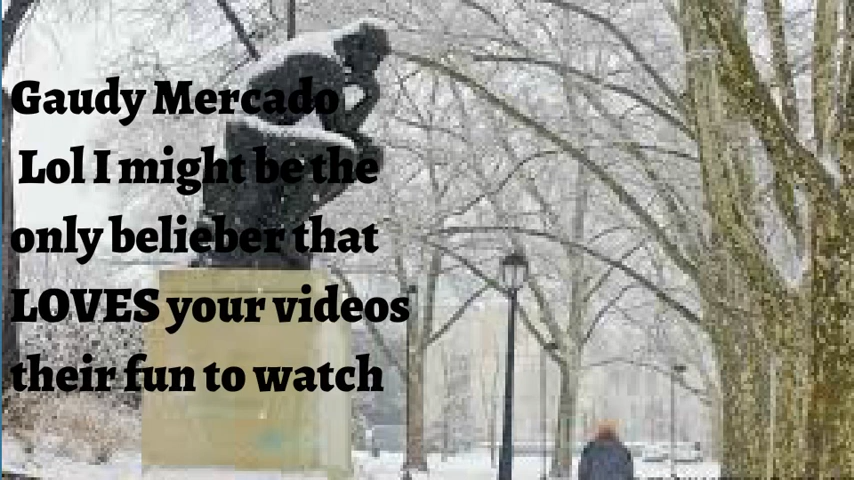 Gaudy Mercado
Lol I might be the
only belieber that
LOVES your videos
their fun to watch